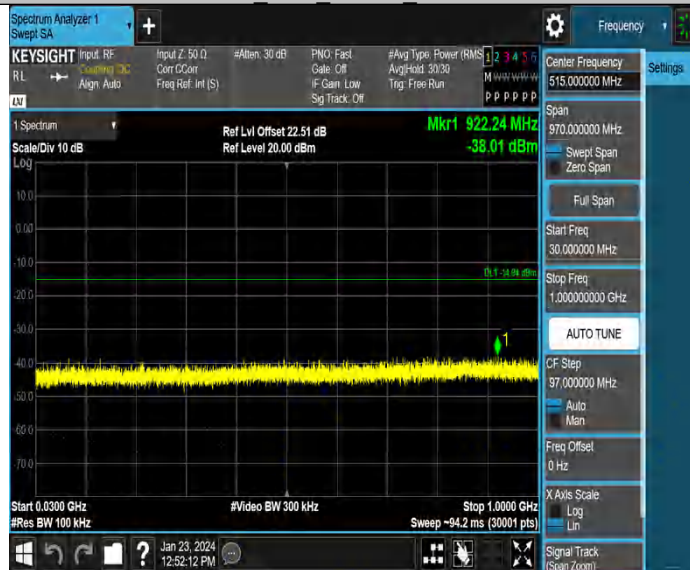 Spectrum Analyzer 1
Swept SA
+
Frequency
KEYSIGHT
Input: RF
Coupling: DC
Align: Auto
Input Z: 50 Ω
Corr CCorr
Freq Ref: Int (S)
#Atten: 30 dB
PNO: Fast
Gate: Off
IF Gain: Low
Sig Track: Off
#Avg Type: Power (RMS
Avg|Hold: 30/30
Trig: Free Run
1 2 3 4 5 6
M W W W W W
P P P P P P
RL
LXI
1 Spectrum
Scale/Div 10 dB
Log
Ref Lvl Offset 22.51 dB
Ref Level 20.00 dBm
Mkr1 922.24 MHz
-38.01 dBm
10.0
0.00
-10.0
DL1 -14.84 dBm
-20.0
-30.0
1
-40.0
-50.0
-60.0
-70.0
Start 0.0300 GHz
#Res BW 100 kHz
#Video BW 300 kHz
Stop 1.0000 GHz
Sweep ~94.2 ms (30001 pts)
Jan 23, 2024
12:52:12 PM
?
Center Frequency
515.000000 MHz
Settings
Span
970.000000 MHz
Swept Span
Zero Span
Full Span
Start Freq
30.000000 MHz
Stop Freq
1.000000000 GHz
AUTO TUNE
CF Step
97.000000 MHz
Auto
Man
Freq Offset
0 Hz
X Axis Scale
Log
Lin
Signal Track
(Span Zoom)